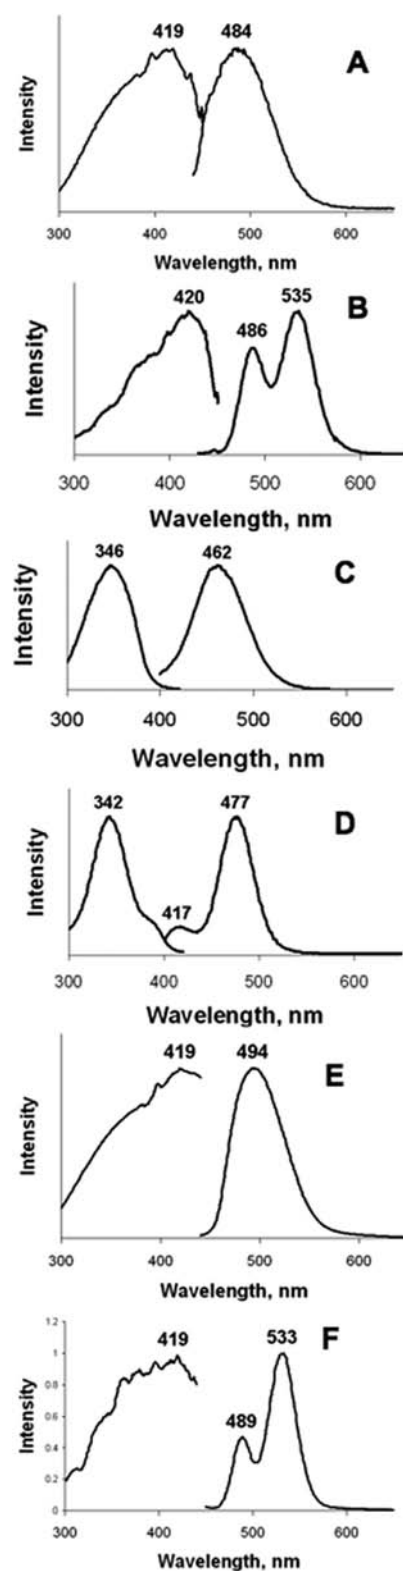 419 484 A
Intensity
300 400 500 600
Wavelength, nm
420 486 535 B
Intensity
300 400 500 600
Wavelength, nm
346 462 C
Intensity
300 400 500 600
Wavelength, nm
342 417 477 D
Intensity
300 400 500 600
Wavelength, nm
419 494 E
Intensity
300 400 500 600
Wavelength, nm
419 489 533 F
Intensity
1.2
1
0.8
0.6
0.4
0.2
0
300 400 500 600
Wavelength, nm